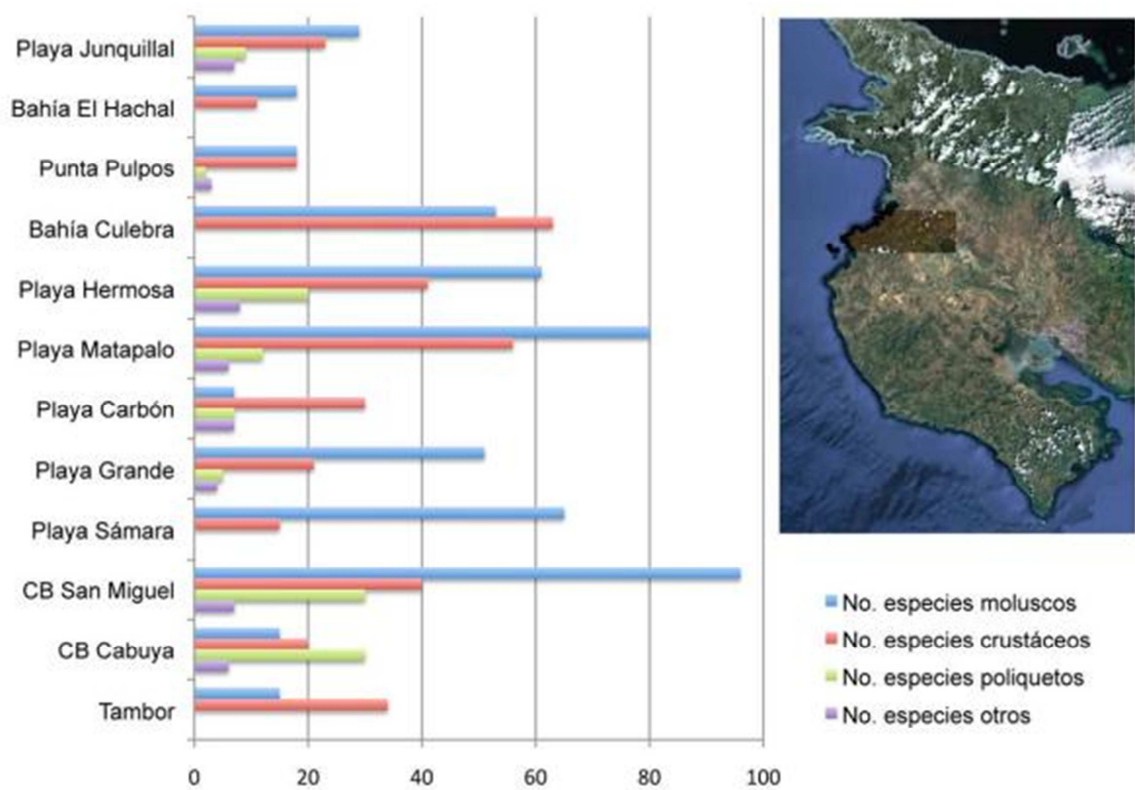 Playa Junquillal
Bahía El Hachal
Punta Pulpos
Bahía Culebra
Playa Hermosa
Playa Matapalo
Playa Carbón
Playa Grande
Playa Sámara
CB San Miguel
CB Cabuya
Tambor
0 20 40 60 80 100
No. especies moluscos
No. especies crustáceos
No. especies poliquetos
No. especies otros